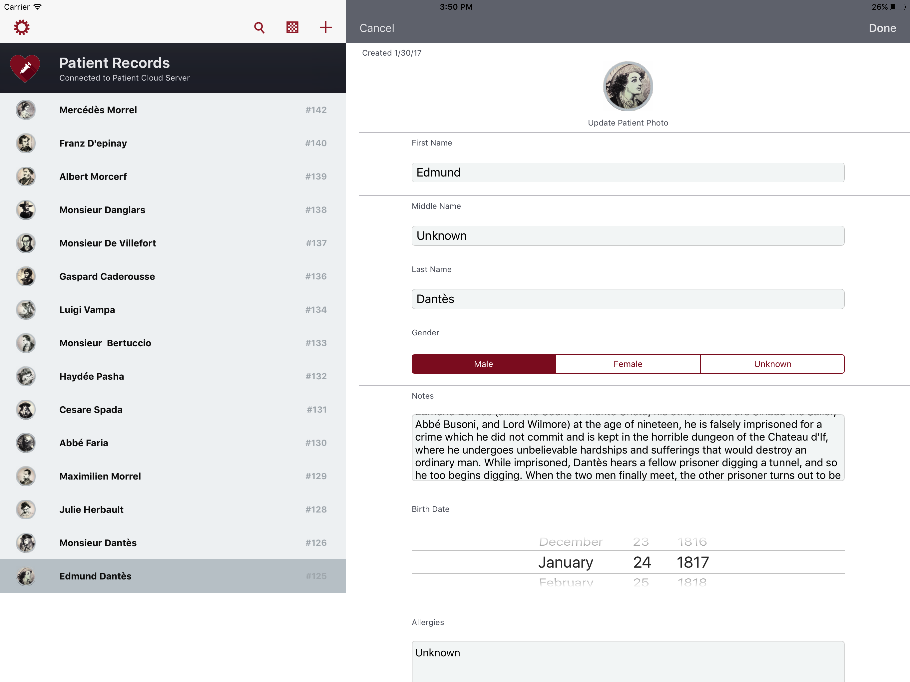 Carrier
3:50 PM
26%
Patient Records
Connected to Patient Cloud Server
Mercédès Morrel #142
Franz D'epinay #140
Albert Morcerf #139
Monsieur Danglars #138
Monsieur De Villefort #137
Gaspard Caderousse #136
Luigi Vampa #134
Monsieur Bertuccio #133
Haydée Pasha #132
Cesare Spada #131
Abbé Faria #130
Maximilien Morrel #129
Julie Herbault #128
Monsieur Dantès #126
Edmund Dantès #125
Cancel
Done
Created 1/30/17
Update Patient Photo
First Name
Edmund
Middle Name
Unknown
Last Name
Dantès
Gender
Male Female Unknown
Notes
Abbé Busoni, and Lord Wilmore) at the age of nineteen, he is falsely imprisoned for a
crime which he did not commit and is kept in the horrible dungeon of the Chateau d'If,
where he undergoes unbelievable hardships and sufferings that would destroy an
ordinary man. While imprisoned, Dantès hears a fellow prisoner digging a tunnel, and so
he too begins digging. When the two men finally meet, the other prisoner turns out to be
Birth Date
December 23 1816
January 24 1817
February 25 1818
Allergies
Unknown